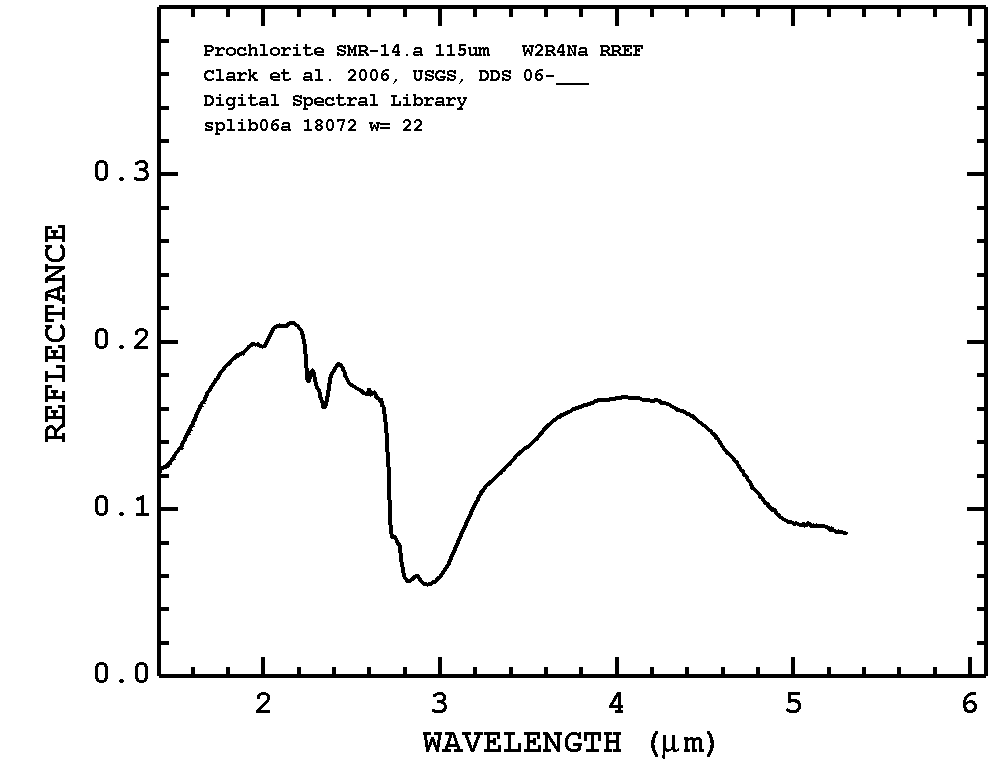 Prochlorite SMR-14.a 115um W2R4Na RREF
Clark et al. 2006, USGS, DDS 06-___
Digital Spectral Library
splib06a 18072 w= 22
0.3
0.2
0.1
0.0
REFLECTANCE
2 3 4 5 6
WAVELENGTH (μm)